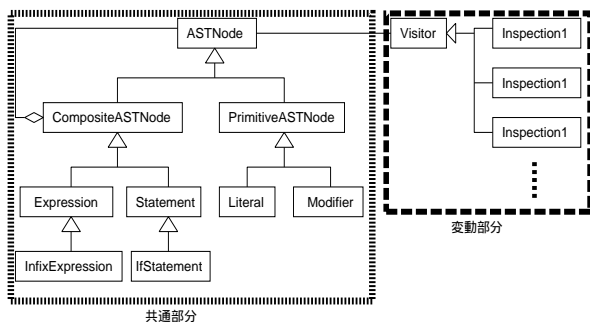 ASTNode
Visitor
Inspection1
Inspection1
CompositeASTNode
PrimitiveASTNode
Inspection1
Expression
Statement
Literal
Modifier
変動部分
InfixExpression
IfStatement
共通部分